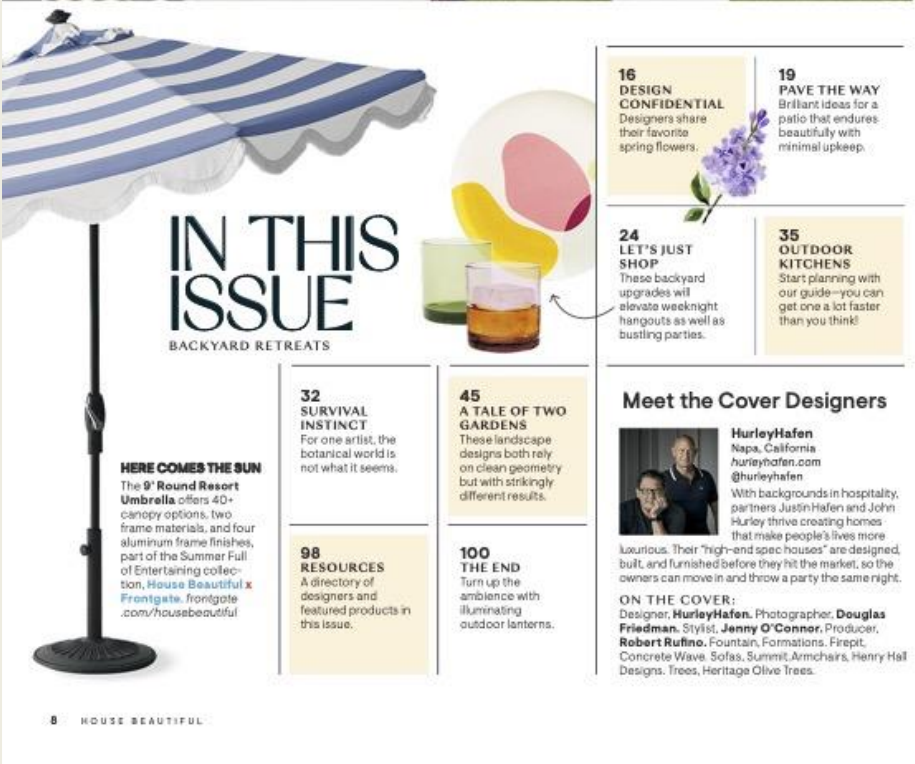 IN THIS
ISSUE
BACKYARD RETREATS
HERE COMES THE SUN
The 9' Round Resort
Umbrella offers 40+
canopy options, two
frame materials, and four
aluminum frame finishes,
part of the Summer Full
of Entertaining collec-
tion, House Beautiful x
Frontgate. frontgate
.com/housebeautiful
32
SURVIVAL
INSTINCT
For one artist, the
botanical world is
not what it seems.
45
A TALE OF TWO
GARDENS
These landscape
designs both rely
on clean geometry
but with strikingly
different results.
98
RESOURCES
A directory of
designers and
featured products in
this issue.
100
THE END
Turn up the
ambience with
illuminating
outdoor lanterns.
16
DESIGN
CONFIDENTIAL
Designers share
their favorite
spring flowers.
19
PAVE THE WAY
Brilliant ideas for a
patio that endures
beautifully with
minimal upkeep.
24
LET'S JUST
SHOP
These backyard
upgrades will
elevate weeknight
hangouts as well as
bustling parties.
35
OUTDOOR
KITCHENS
Start planning with
our guide—you can
get one a lot faster
than you think!
Meet the Cover Designers
HurleyHafen
Napa, California
hurleyhafen.com
@hurleyhafen
With backgrounds in hospitality,
partners Justin Hafen and John
Hurley thrive creating homes
that make people's lives more
luxurious. Their "high-end spec houses" are designed,
built, and furnished before they hit the market, so the
owners can move in and throw a party the same night.
ON THE COVER:
Designer, HurleyHafen. Photographer, Douglas
Friedman. Stylist, Jenny O'Connor. Producer,
Robert Rufino. Fountain, Formations. Firepit,
Concrete Wave. Sofas, Summit. Armchairs, Henry Hall
Designs. Trees, Heritage Olive Trees.
8 HOUSE BEAUTIFUL